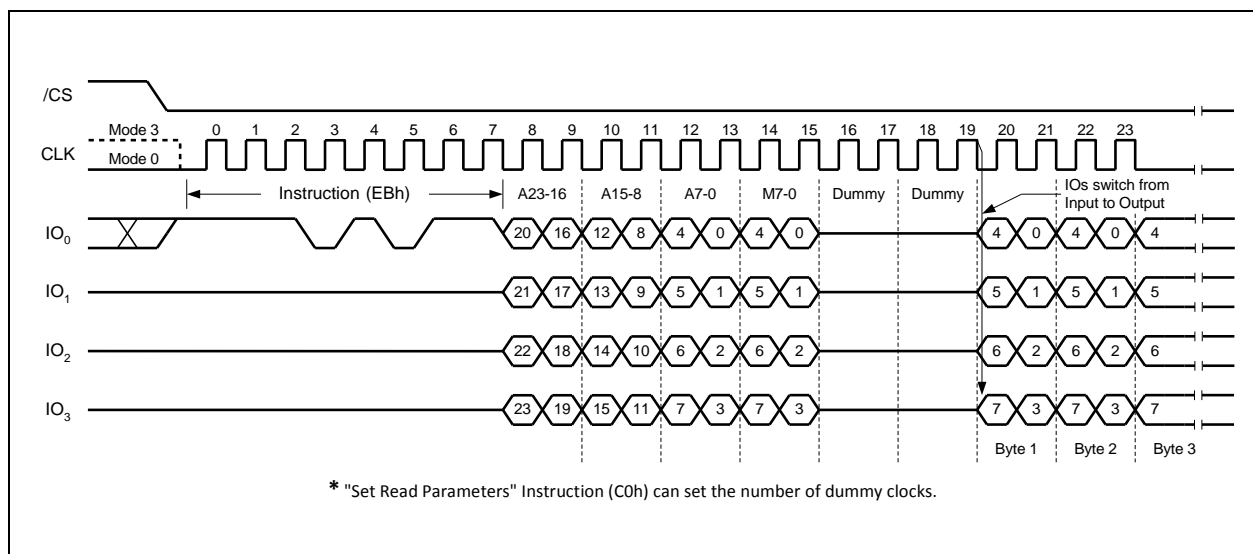 /CS
Mode 3 0 1 2 3 4 5 6 7 8 9 10 11 12 13 14 15 16 17 18 19 20 21 22 23
CLK
Mode 0
Instruction (EBh) A23-16 A15-8 A7-0 M7-0 Dummy Dummy
IOs switch from
Input to Output
IO0 20 16 12 8 4 0 4 0 4 0 4 0 4
IO1 21 17 13 9 5 1 5 1 5 1 5 1 5
IO2 22 18 14 10 6 2 6 2 6 2 6 2 6
IO3 23 19 15 11 7 3 7 3 7 3 7 3 7
Byte 1 Byte 2 Byte 3
* "Set Read Parameters" Instruction (C0h) can set the number of dummy clocks.